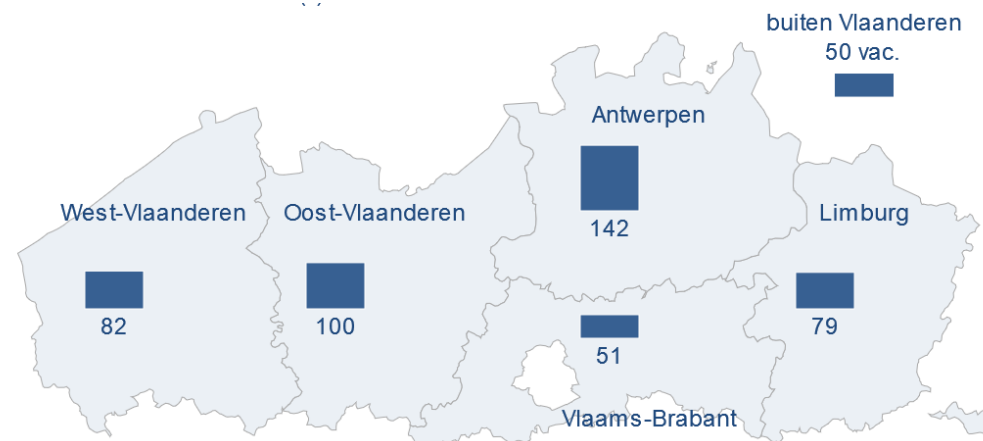 buiten Vlaanderen
50 vac.
Antwerpen
142
West-Vlaanderen
82
Oost-Vlaanderen
100
Limburg
79
51
Vlaams-Brabant